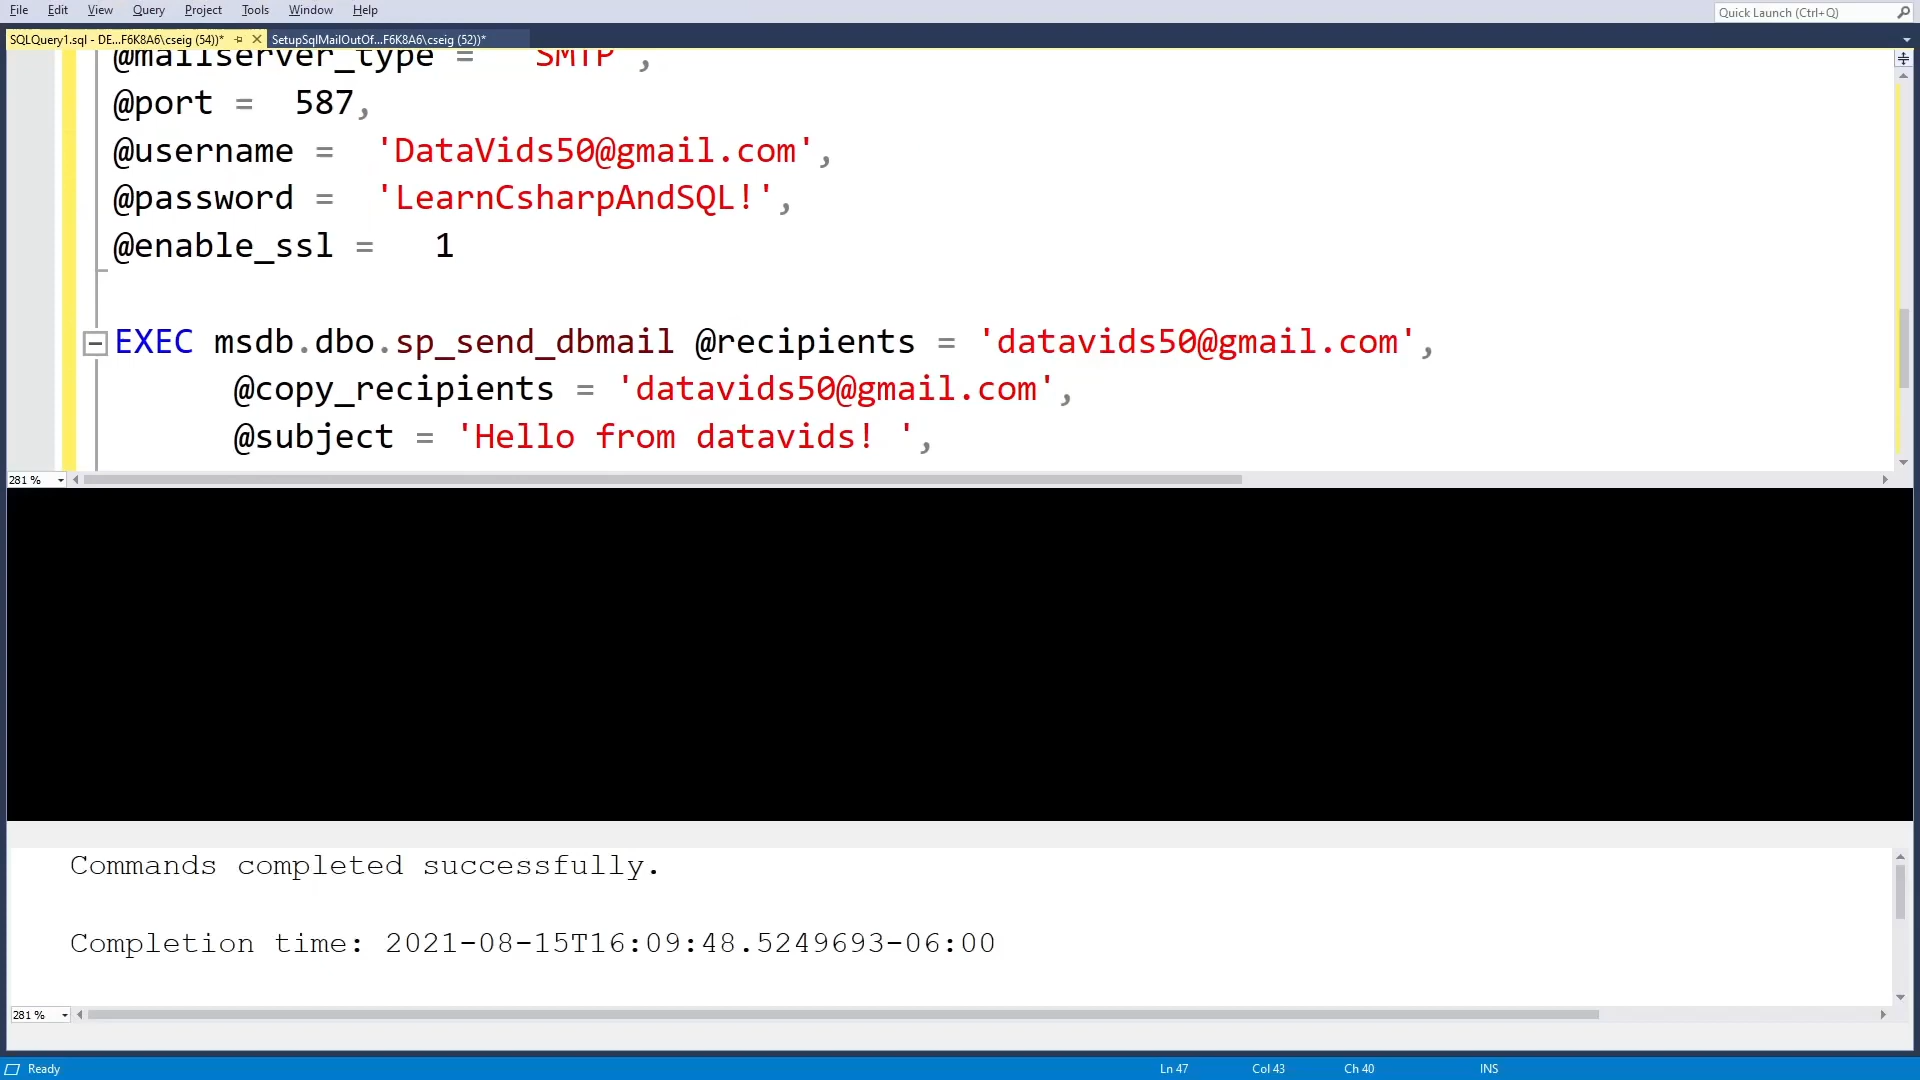 File Edit View Query Project Tools Window Help
Quick Launch (Ctrl+Q)
SQLQuery1.sql - DE...F6K8A6\cseig (54))* SetupSqlMailOutOf...F6K8A6\cseig (52))*
@mailserver_type = 'SMTP',
@port = 587,
@username = 'DataVids50@gmail.com',
@password = 'LearnCsharpAndSQL!',
@enable_ssl = 1
EXEC msdb.dbo.sp_send_dbmail @recipients = 'datavids50@gmail.com',
@copy_recipients = 'datavids50@gmail.com',
@subject = 'Hello from datavids! ',
281 %
Commands completed successfully.
Completion time: 2021-08-15T16:09:48.5249693-06:00
281 %
Ready Ln 47 Col 43 Ch 40 INS